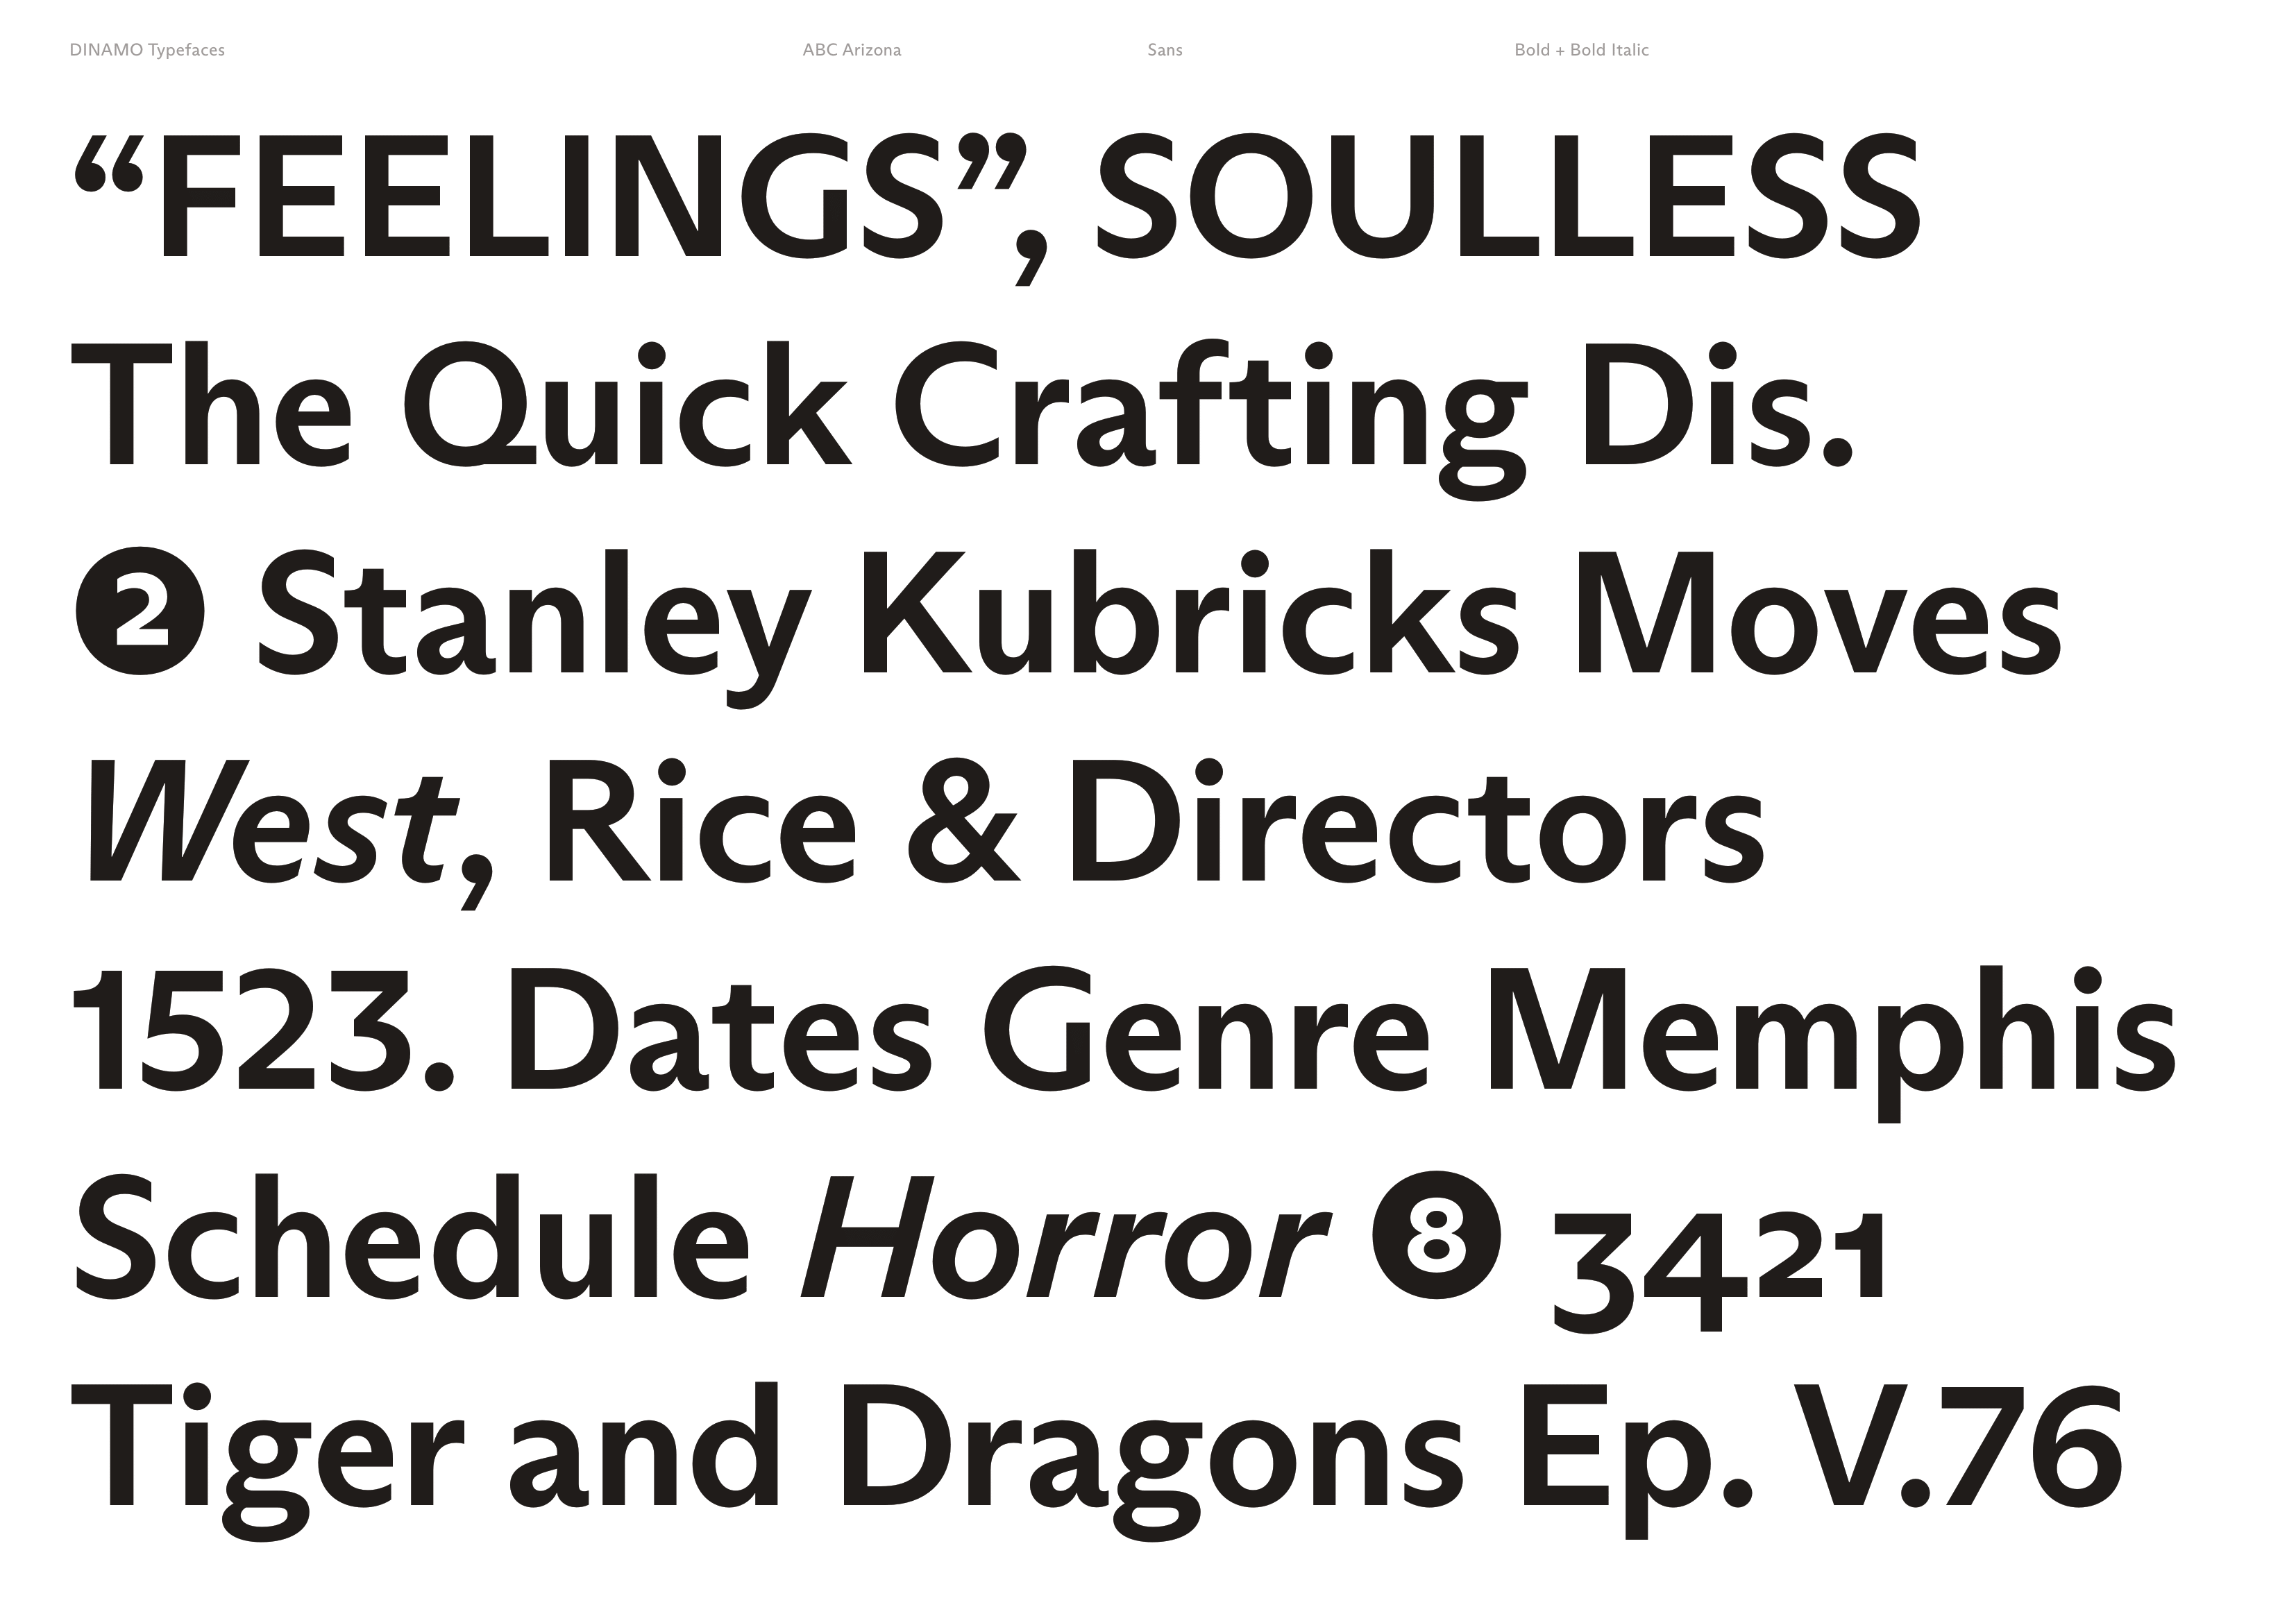 DINAMO Typefaces ABC Arizona Sans Bold + Bold Italic
“FEELINGS”, SOULLESS
The Quick Crafting Dis.
❷ Stanley Kubricks Moves
West, Rice & Directors
1523. Dates Genre Memphis
Schedule Horror ❽ 3421
Tiger and Dragons Ep. V.76